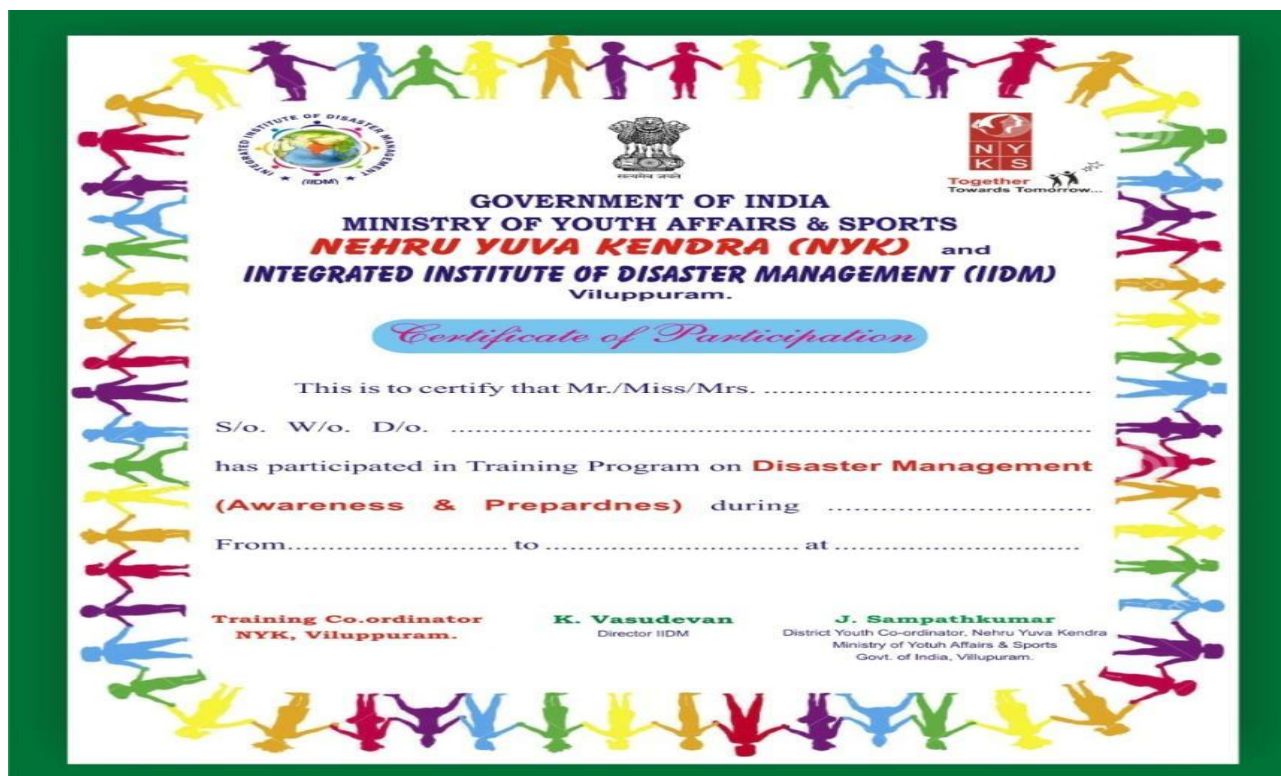 INTEGRATED INSTITUTE OF DISASTER MANAGEMENT
(IIDM)
सत्यमेव जयते
N Y
K S
Together
Towards Tomorrow...
GOVERNMENT OF INDIA
MINISTRY OF YOUTH AFFAIRS & SPORTS
NEHRU YUVA KENDRA (NYK) and
INTEGRATED INSTITUTE OF DISASTER MANAGEMENT (IIDM)
Viluppuram.
Certificate of Participation
This is to certify that Mr./Miss/Mrs. ........................................
S/o. W/o. D/o. ................................................................................
has participated in Training Program on Disaster Management
(Awareness & Prepardnes) during ................................
From........................... to ............................... at ..............................
Training Co.ordinator
NYK, Viluppuram.
K. Vasudevan
Director IIDM
J. Sampathkumar
District Youth Co-ordinator, Nehru Yuva Kendra
Ministry of Yotuh Affairs & Sports
Govt. of India, Villupuram.